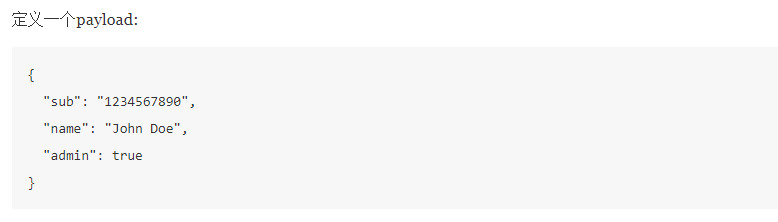 定义一个payload:
{
  "sub": "1234567890",
  "name": "John Doe",
  "admin": true
}